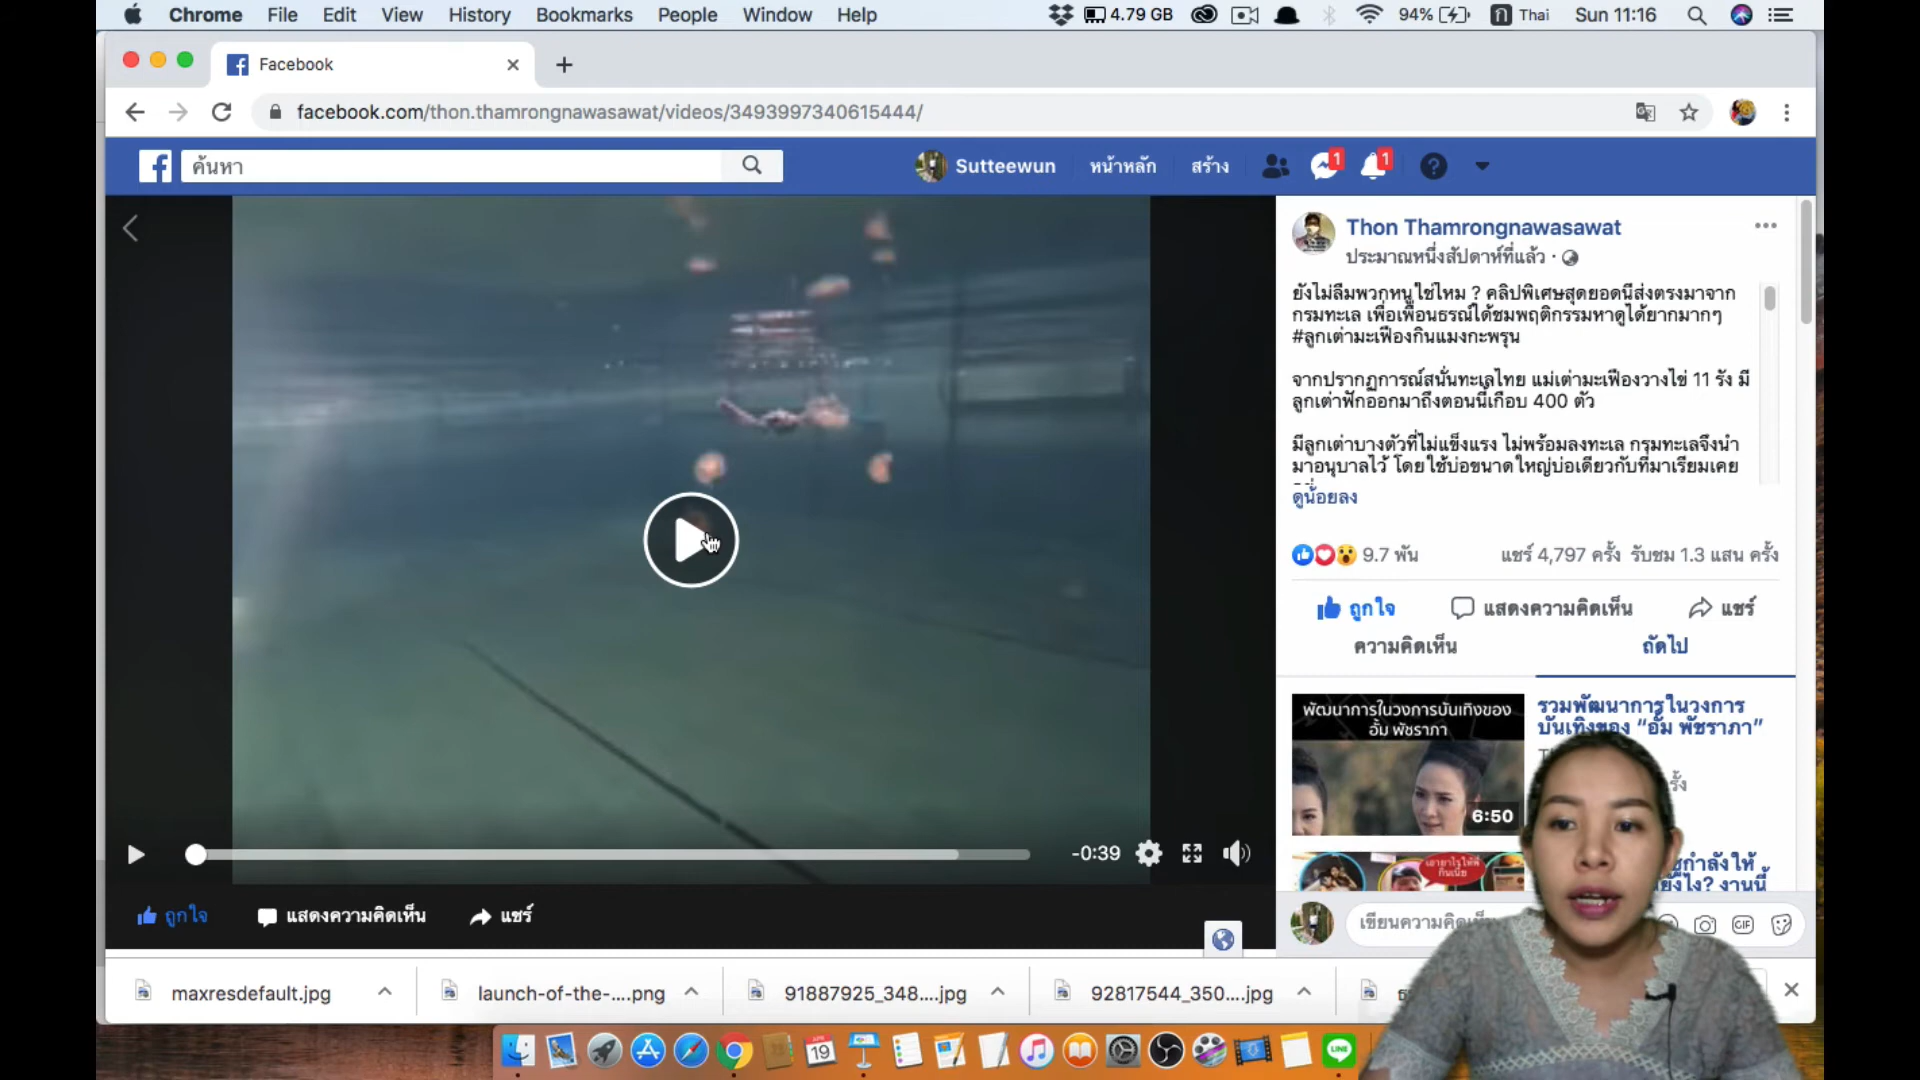 Chrome File Edit View History Bookmarks People Window Help 4.79 GB 94% Thai Sun 11:16
Facebook
facebook.com/thon.thamrongnawasawat/videos/3493997340615444/
ค้นหา Sutteewun หน้าหลัก สร้าง 1 1
Thon Thamrongnawasawat
ประมาณหนึ่งสัปดาห์ที่แล้ว
ยังไม่ลืมพวกหนูใช่ไหม ? คลิปพิเศษสุดยอดนี้ส่งตรงมาจาก
กรมทะเล เพื่อเพื่อนธรณ์ได้ชมพฤติกรรมหาดูได้ยากมากๆ
#ลูกเต่ามะเฟืองกินแมงกะพรุน
จากปรากฏการณ์สนั่นทะเลไทย แม่เต่ามะเฟืองวางไข่ 11 รัง มี
ลูกเต่าฟักออกมาถึงตอนนี้เกือบ 400 ตัว
มีลูกเต่าบางตัวที่ไม่แข็งแรง ไม่พร้อมลงทะเล กรมทะเลจึงนำ
มาอนุบาลไว้ โดยใช้บ่อขนาดใหญ่บ่อเดียวกับที่มาเรียมเคย
ดูน้อยลง
9.7 พัน แชร์ 4,797 ครั้ง รับชม 1.3 แสน ครั้ง
ถูกใจ แสดงความคิดเห็น แชร์
ความคิดเห็น ถัดไป
พัฒนาการในวงการบันเทิงของ
อั้ม พัชราภา
6:50
รวมพัฒนาการในวงการ
บันเทิงของ “อั้ม พัชราภา”
-0:39
ถูกใจ แสดงความคิดเห็น แชร์
GIF
maxresdefault.jpg launch-of-the-....png 91887925_348....jpg 92817544_350....jpg
19
LINE